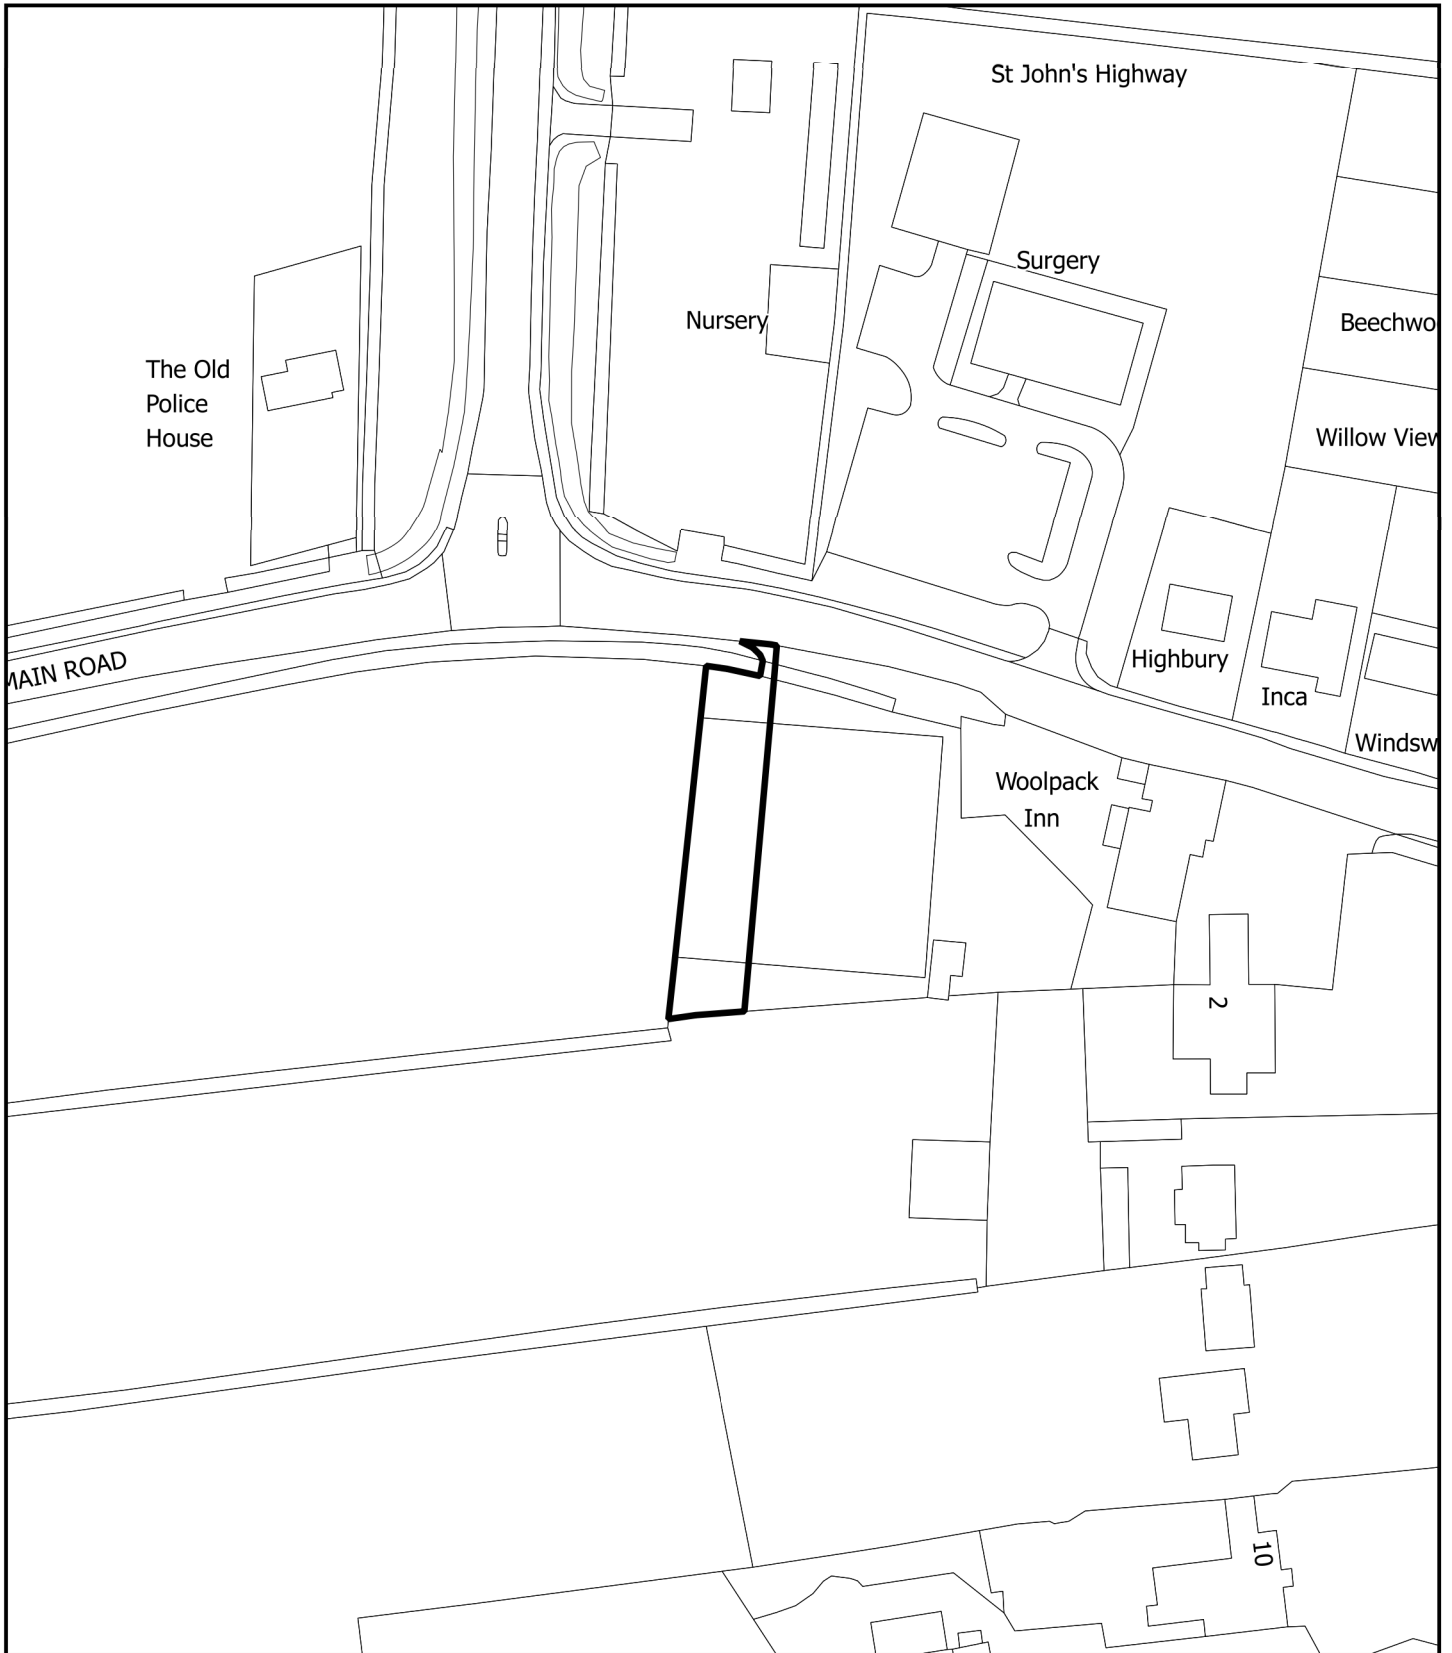 St John's Highway
Surgery
Nursery
Beechwo
The Old
Police
House
Willow View
MAIN ROAD
Highbury
Inca
Windsw
Woolpack
Inn
2
10